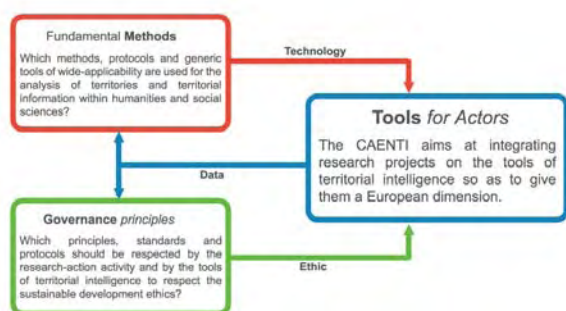 Fundamental Methods
Which methods, protocols and generic
tools of wide-applicability are used for the
analysis of territories and territorial
information within humanities and social
sciences?
Technology
Tools for Actors
The CAENTI aims at integrating
research projects on the tools of
territorial intelligence so as to give
them a European dimension.
Data
Governance principles
Which principles, standards and
protocols should be respected by the
research-action activity and by the tools
of territorial intelligence to respect the
sustainable development ethics?
Ethic